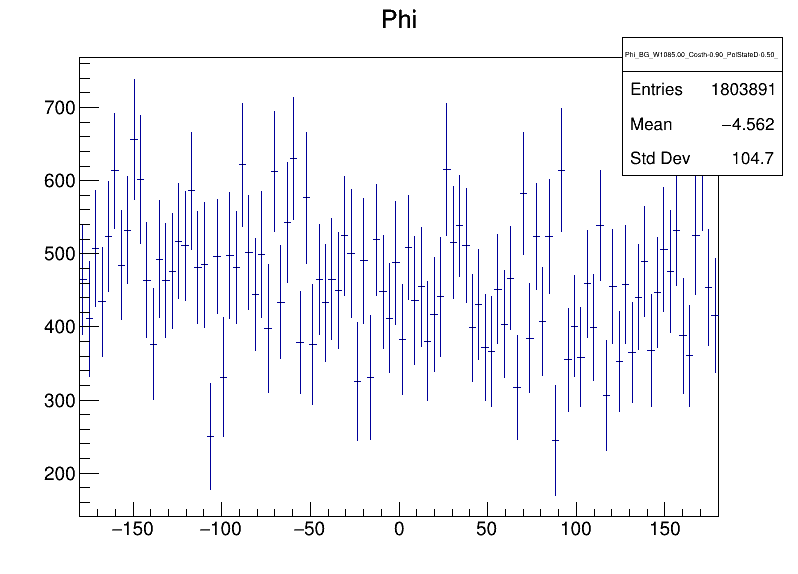 Phi
Phi_BG_W1085.00_Costh-0.90_PolStateD-0.50_
Entries 1803891
Mean −4.562
Std Dev 104.7
700
600
500
400
300
200
−150 −100 −50 0 50 100 150